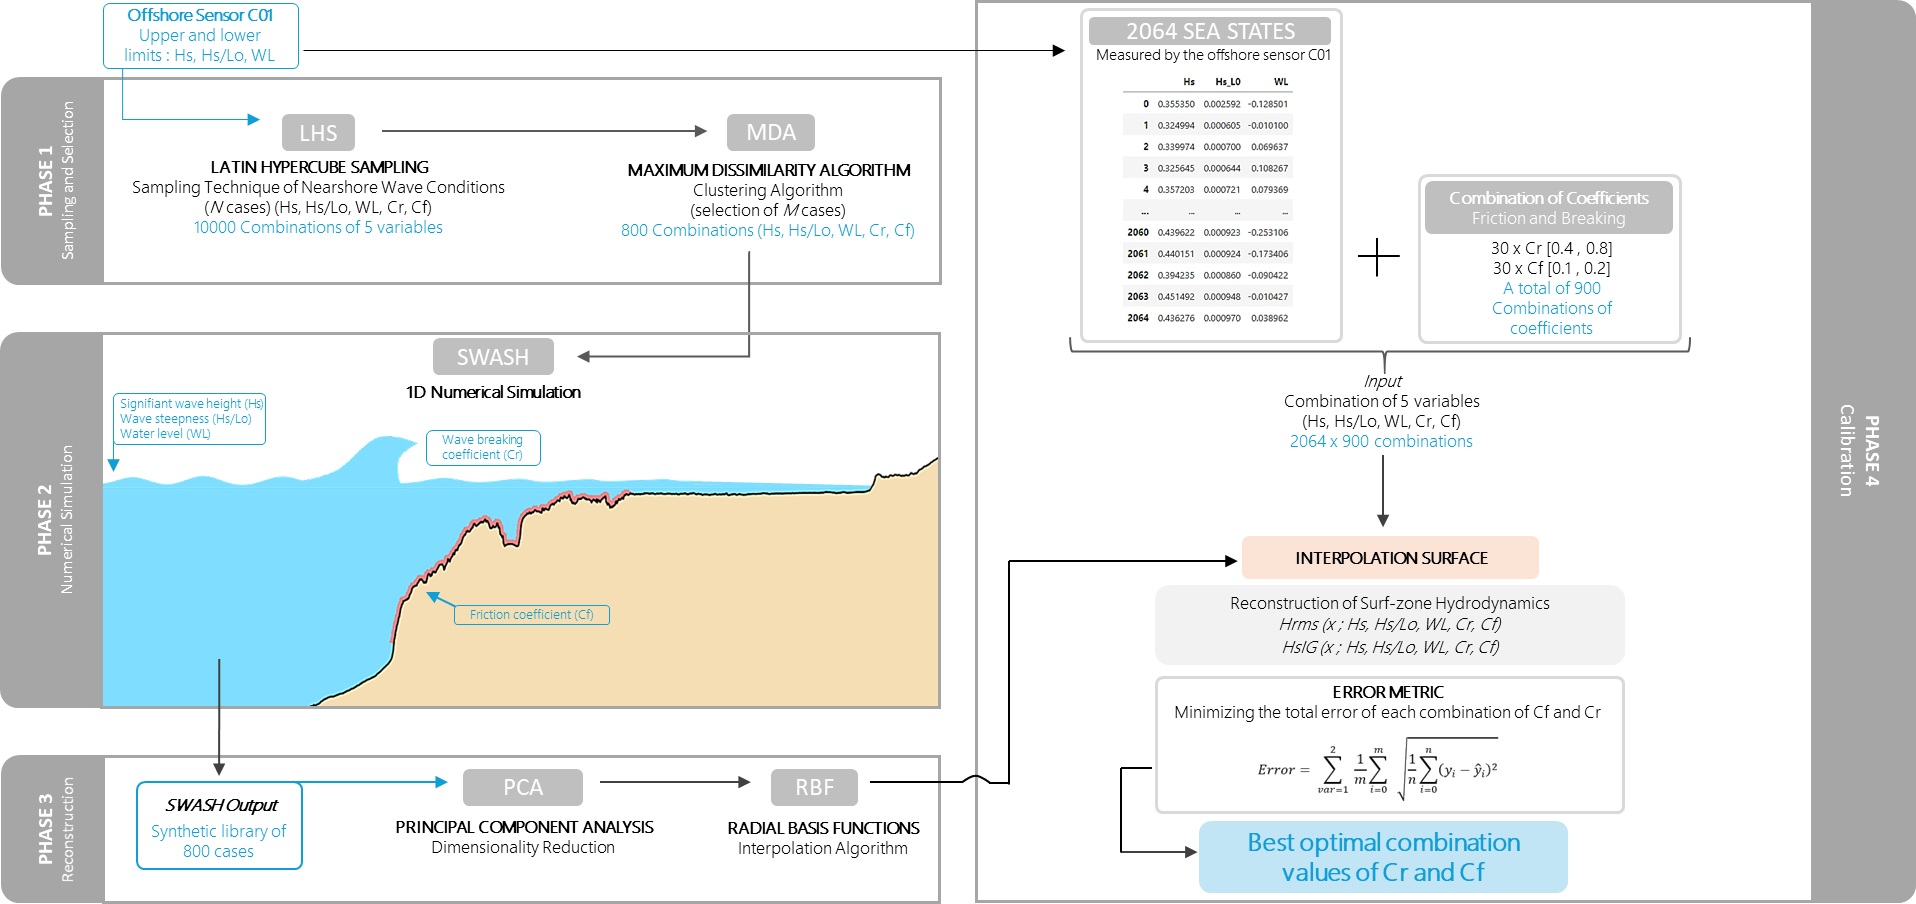 Offshore Sensor C01
Upper and lower
limits : Hs, Hs/Lo, WL
PHASE 1
Sampling and Selection
LHS
LATIN HYPERCUBE SAMPLING
Sampling Technique of Nearshore Wave Conditions
(N cases) (Hs, Hs/Lo, WL, Cr, Cf)
10000 Combinations of 5 variables
MDA
MAXIMUM DISSIMILARITY ALGORITHM
Clustering Algorithm
(selection of M cases)
800 Combinations (Hs, Hs/Lo, WL, Cr, Cf)
PHASE 2
Numerical Simulation
SWASH
1D Numerical Simulation
Signifiant wave height (Hs)
Wave steepness (Hs/Lo)
Water level (WL)
Wave breaking
coefficient (Cr)
Friction coefficient (Cf)
PHASE 3
Reconstruction
SWASH Output
Synthetic library of
800 cases
PCA
PRINCIPAL COMPONENT ANALYSIS
Dimensionality Reduction
RBF
RADIAL BASIS FUNCTIONS
Interpolation Algorithm
2064 SEA STATES
Measured by the offshore sensor C01
Hs Hs_L0 WL
0 0.355350 0.002592 -0.128501
1 0.324994 0.000605 -0.010100
2 0.339974 0.000700 0.069637
3 0.325645 0.000644 0.108267
4 0.357203 0.000721 0.079369
... ... ... ...
2060 0.439622 0.000923 -0.253106
2061 0.440151 0.000924 -0.173406
2062 0.394235 0.000860 -0.090422
2063 0.451492 0.000948 -0.010427
2064 0.436276 0.000970 0.038962
Combination of Coefficients
Friction and Breaking
30 x Cr [0.4 , 0.8]
30 x Cf [0.1 , 0.2]
A total of 900
Combinations of
coefficients
Input
Combination of 5 variables
(Hs, Hs/Lo, WL, Cr, Cf)
2064 x 900 combinations
INTERPOLATION SURFACE
Reconstruction of Surf-zone Hydrodynamics
Hrms (x ; Hs, Hs/Lo, WL, Cr, Cf)
HsIG (x ; Hs, Hs/Lo, WL, Cr, Cf)
ERROR METRIC
Minimizing the total error of each combination of Cf and Cr
Error = ∑_{var=1}^{2} 1/m ∑_{i=0}^{m} √(1/n ∑_{i=0}^{n} (y_i − ŷ_i)²)
Best optimal combination
values of Cr and Cf
PHASE 4
Calibration